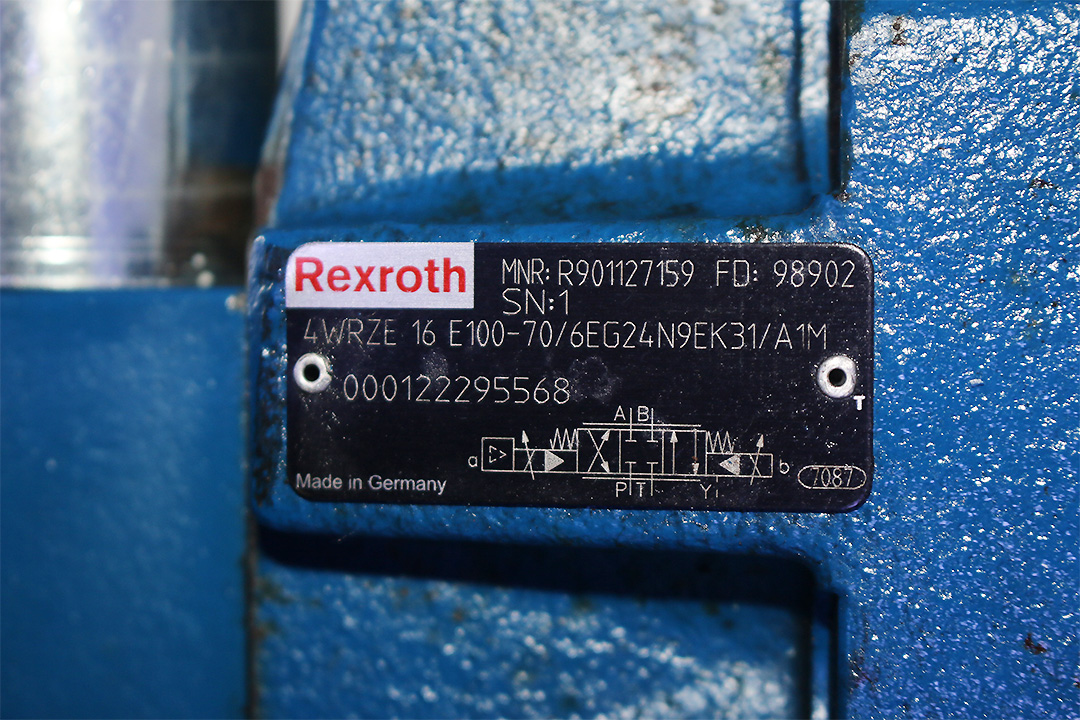 Rexroth
MNR: R901127159 FD: 98902
SN:1
4WRZE 16 E100-70/6EG24N9EK31/A1M
000122295568
A B
a
b
P T Y
7087
T
Made in Germany